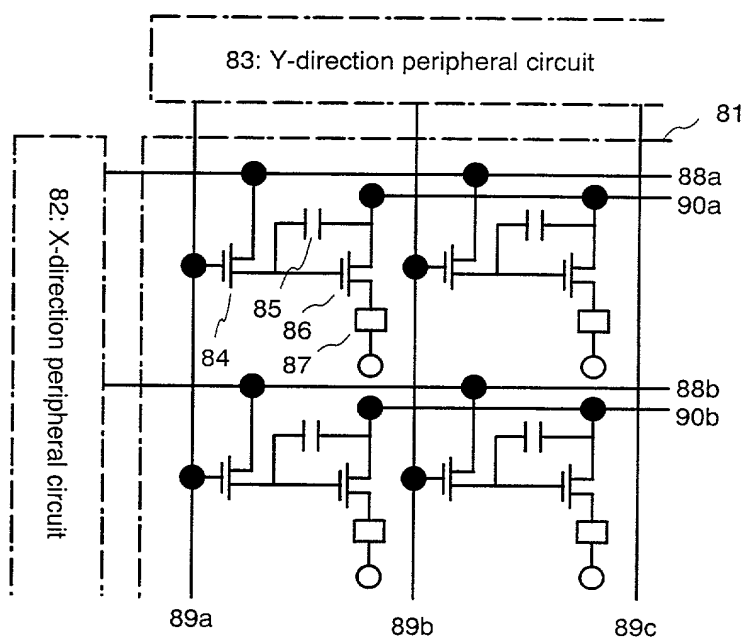 83: Y-direction peripheral circuit
81
82: X-direction peripheral circuit
88a
90a
85
86
84
87
88b
90b
89a
89b
89c